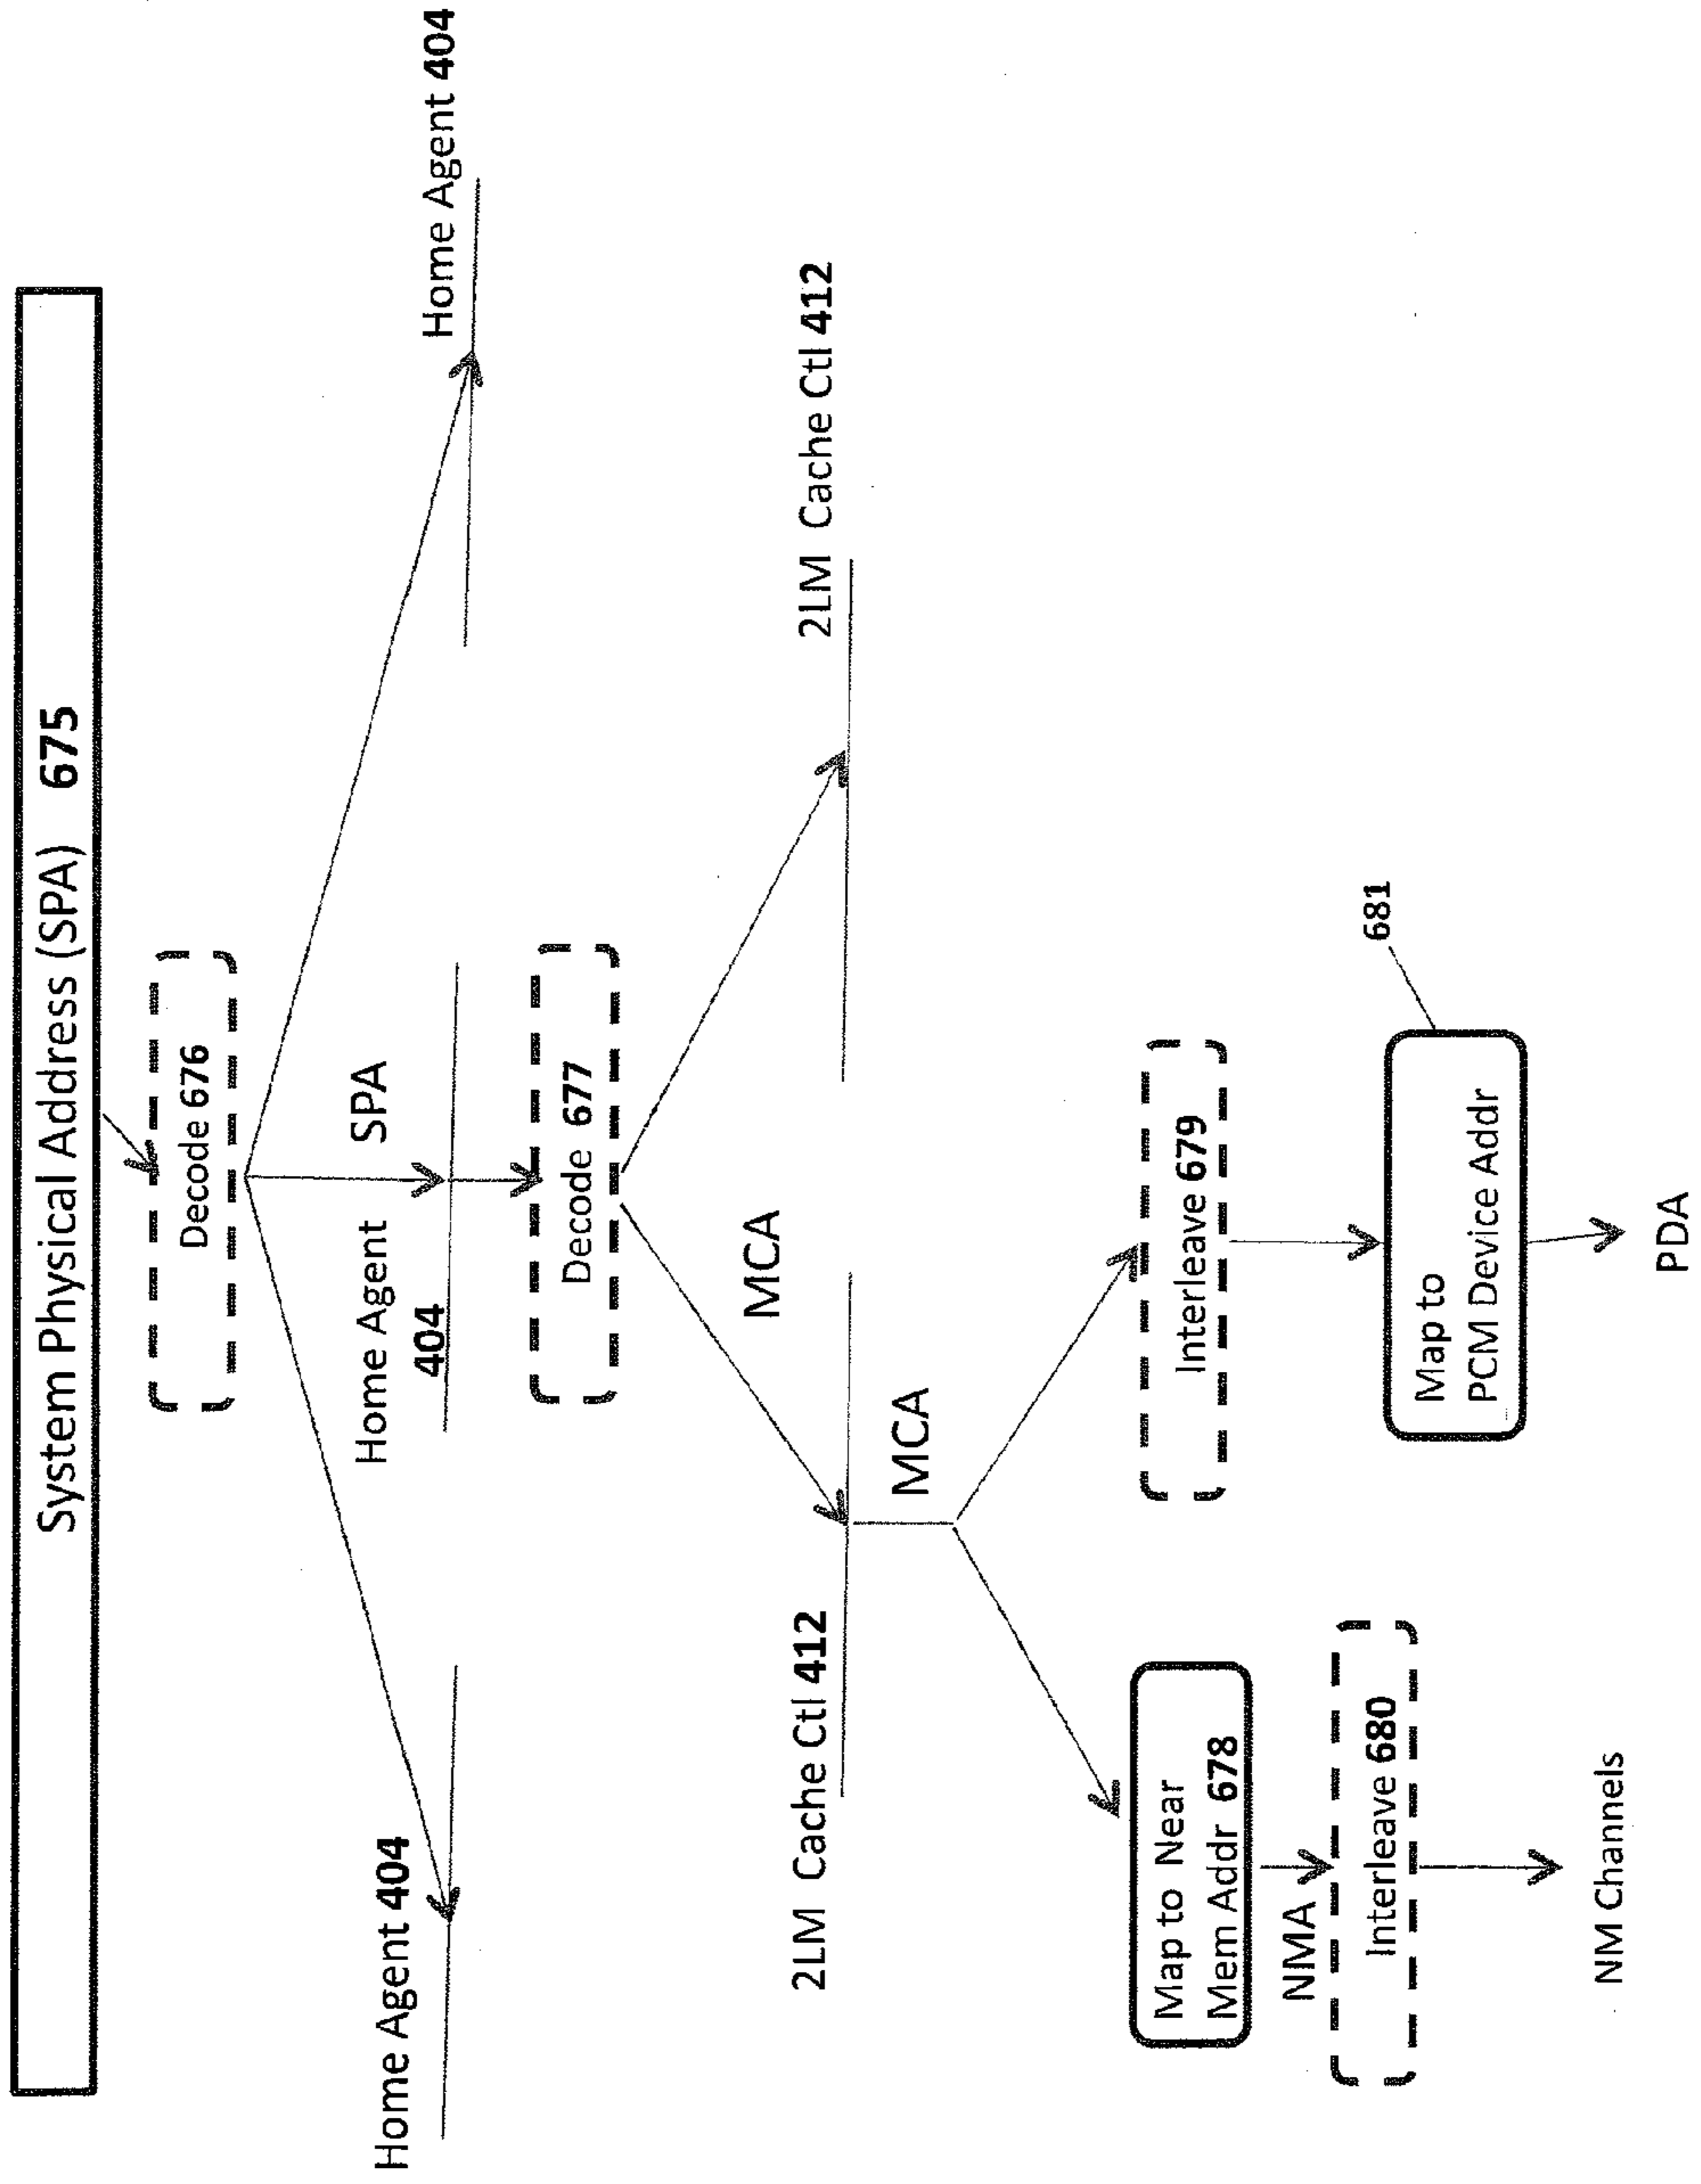 System Physical Address (SPA) 675
Decode 676
Home Agent 404
Home Agent
404
SPA
Home Agent 404
Decode 677
MCA
2LM Cache Ctl 412
2LM Cache Ctl 412
MCA
Map to Near
Mem Addr 678
Interleave 679
NMA
Interleave 680
681
Map to
PCM Device Addr
NM Channels
PDA